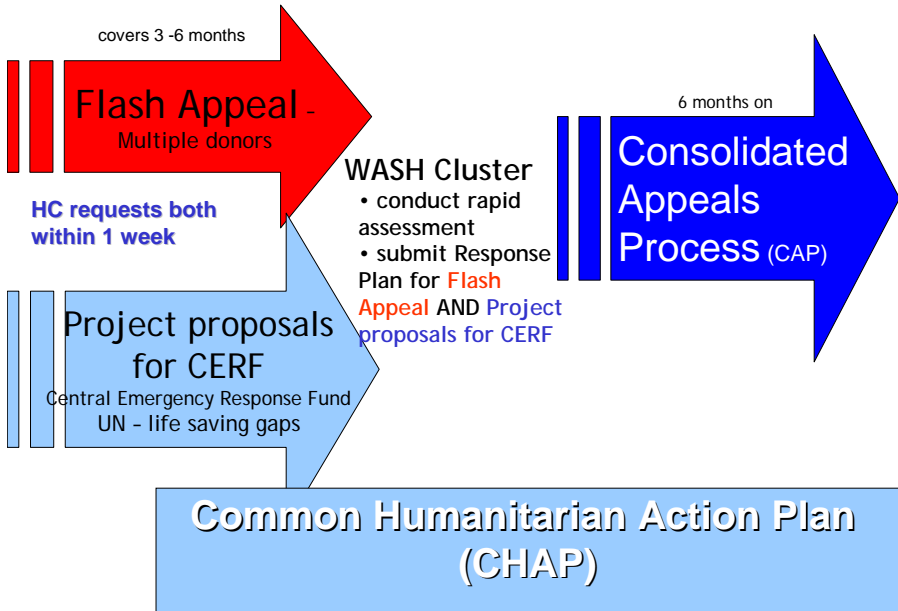 covers 3 -6 months
Flash Appeal -
Multiple donors
HC requests both
within 1 week
Project proposals
for CERF
Central Emergency Response Fund
UN - life saving gaps
WASH Cluster
• conduct rapid
assessment
• submit Response
Plan for Flash
Appeal AND Project
proposals for CERF
6 months on
Consolidated
Appeals
Process (CAP)
Common Humanitarian Action Plan
(CHAP)